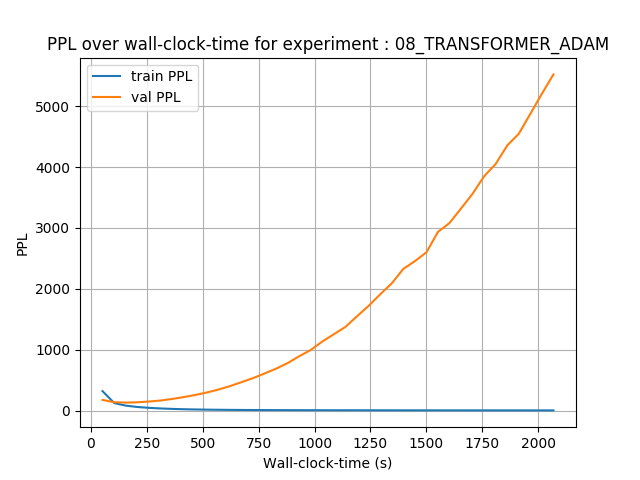 PPL over wall-clock-time for experiment : 08_TRANSFORMER_ADAM
train PPL
val PPL
PPL
5000
4000
3000
2000
1000
0
0 250 500 750 1000 1250 1500 1750 2000
Wall-clock-time (s)